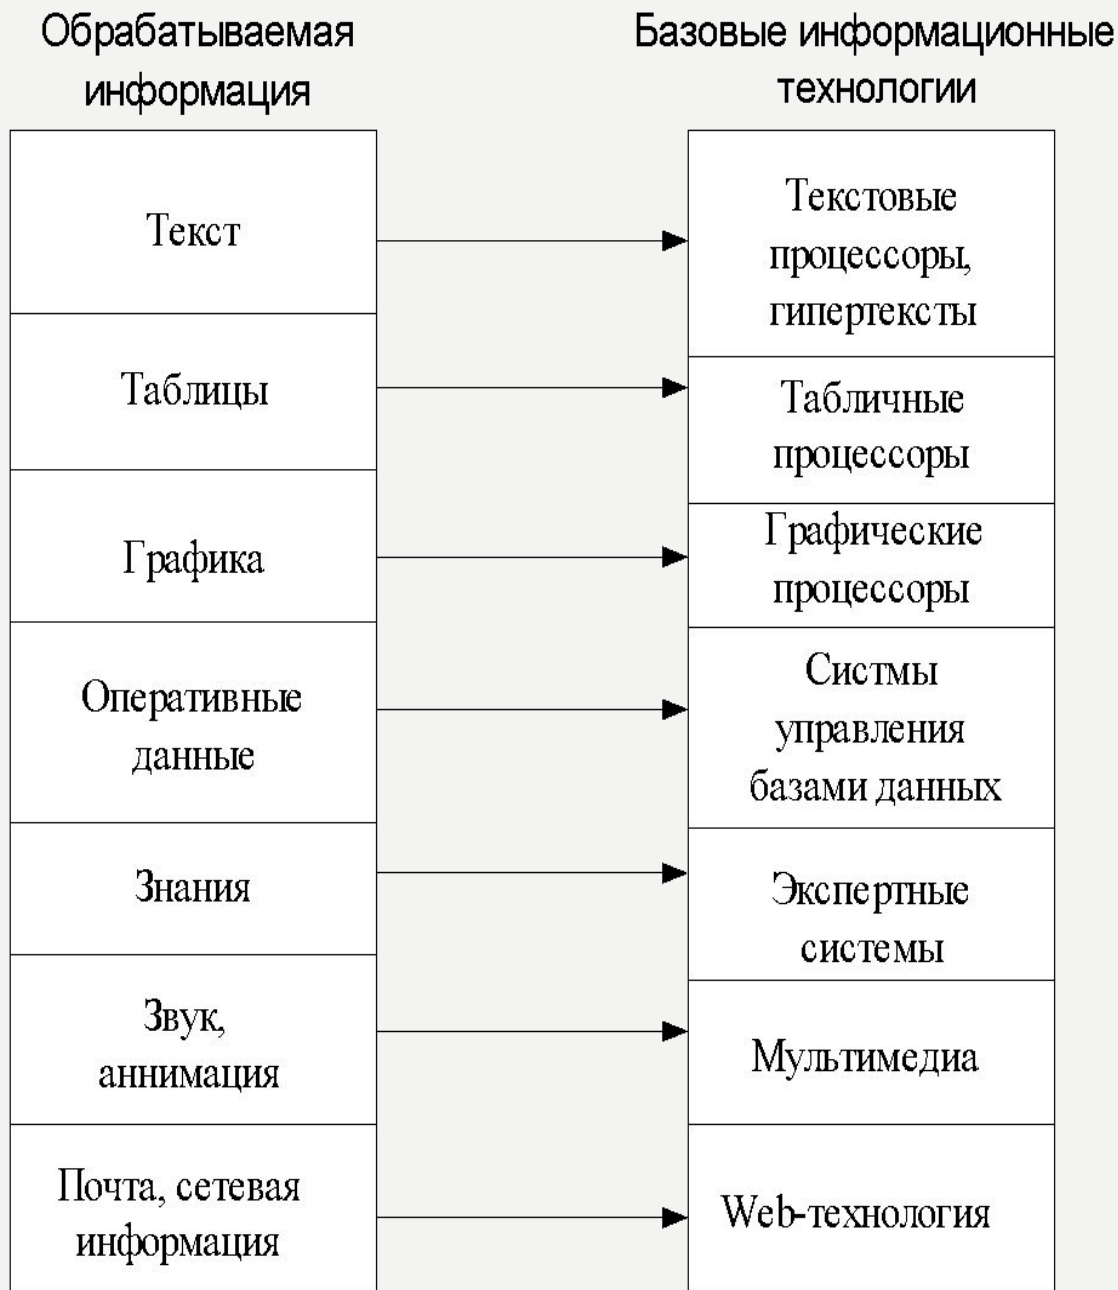 Обрабатываемая
информация
Базовые информационные
технологии
Текст
Текстовые
процессоры,
гипертексты
Таблицы
Табличные
процессоры
Графика
Графические
процессоры
Оперативные
данные
Систмы
управления
базами данных
Знания
Экспертные
системы
Звук,
аннимация
Мультимедиа
Почта, сетевая
информация
Web-технология